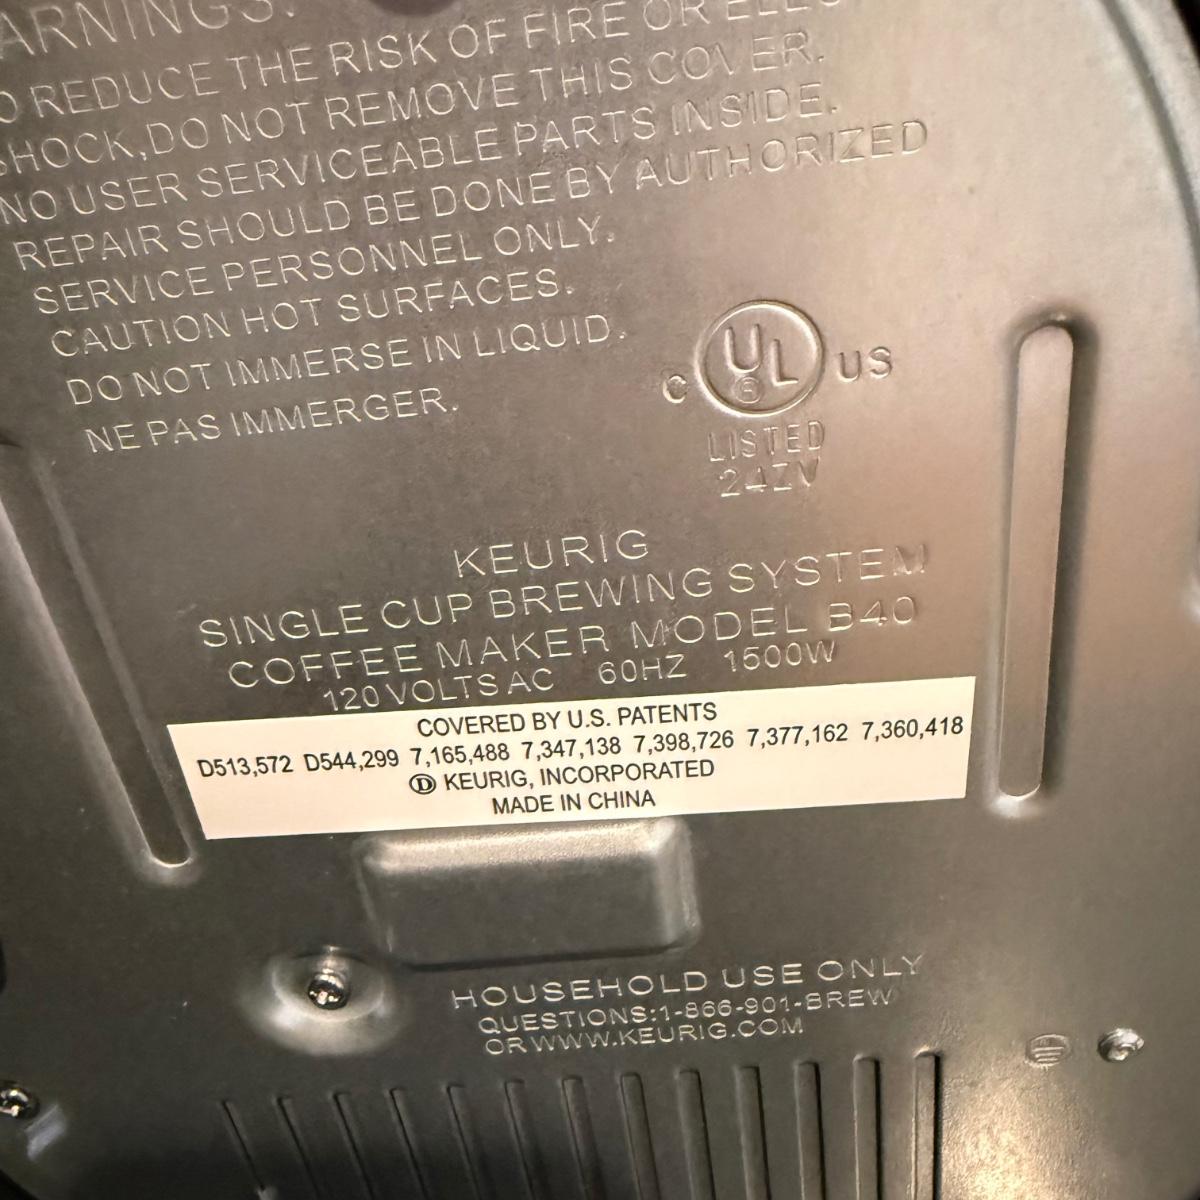 WARNINGS:
TO REDUCE THE RISK OF FIRE OR
SHOCK,DO NOT REMOVE THIS COVER.
NO USER SERVICEABLE PARTS INSIDE.
REPAIR SHOULD BE DONE BY AUTHORIZED
SERVICE PERSONNEL ONLY.
CAUTION HOT SURFACES.
DO NOT IMMERSE IN LIQUID.
NE PAS IMMERGER.
C UL® US
LISTED
24ZV
KEURIG
SINGLE CUP BREWING SYSTEM
COFFEE MAKER MODEL B40
120 VOLTS AC 60HZ 1500W
COVERED BY U.S. PATENTS
D513,572 D544,299 7,165,488 7,347,138 7,398,726 7,377,162 7,360,418
Ⓓ KEURIG, INCORPORATED
MADE IN CHINA
HOUSEHOLD USE ONLY
QUESTIONS:1-866-901-BREW
OR WWW.KEURIG.COM